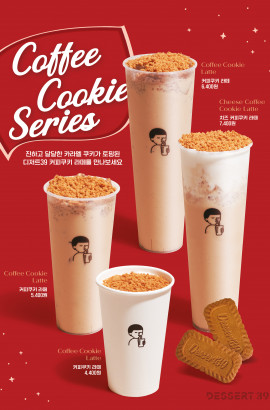 Coffee
Cookie
Series
진하고 달달한 카라멜 쿠키가 토핑된
디저트39 커피쿠키 라떼를 만나보세요
Coffee Cookie
Latte
커피쿠키 라떼
6,400원
Cheese Coffee
Cookie Latte
치즈 커피쿠키 라떼
7,400원
Coffee Cookie
Latte
커피쿠키 라떼
5,400원
Coffee Cookie
Latte
커피쿠키 라떼
4,400원
DESSERT 39